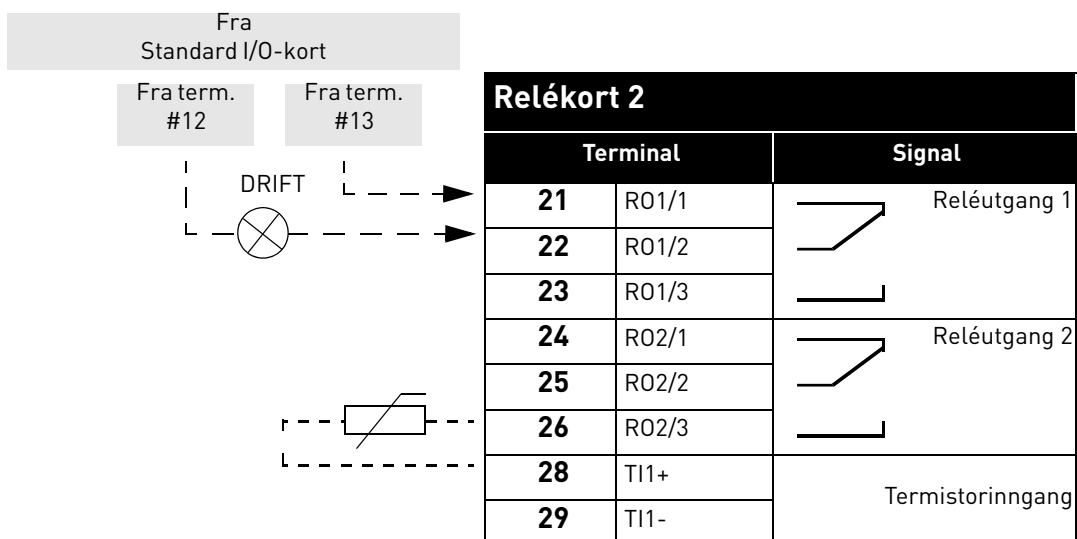 Fra
Standard I/O-kort
Fra term.
#12
Fra term.
#13
DRIFT
Relékort 2
Terminal Signal
21 RO1/1 Reléutgang 1
22 RO1/2
23 RO1/3
24 RO2/1 Reléutgang 2
25 RO2/2
26 RO2/3
28 TI1+ Termistorinngang
29 TI1-